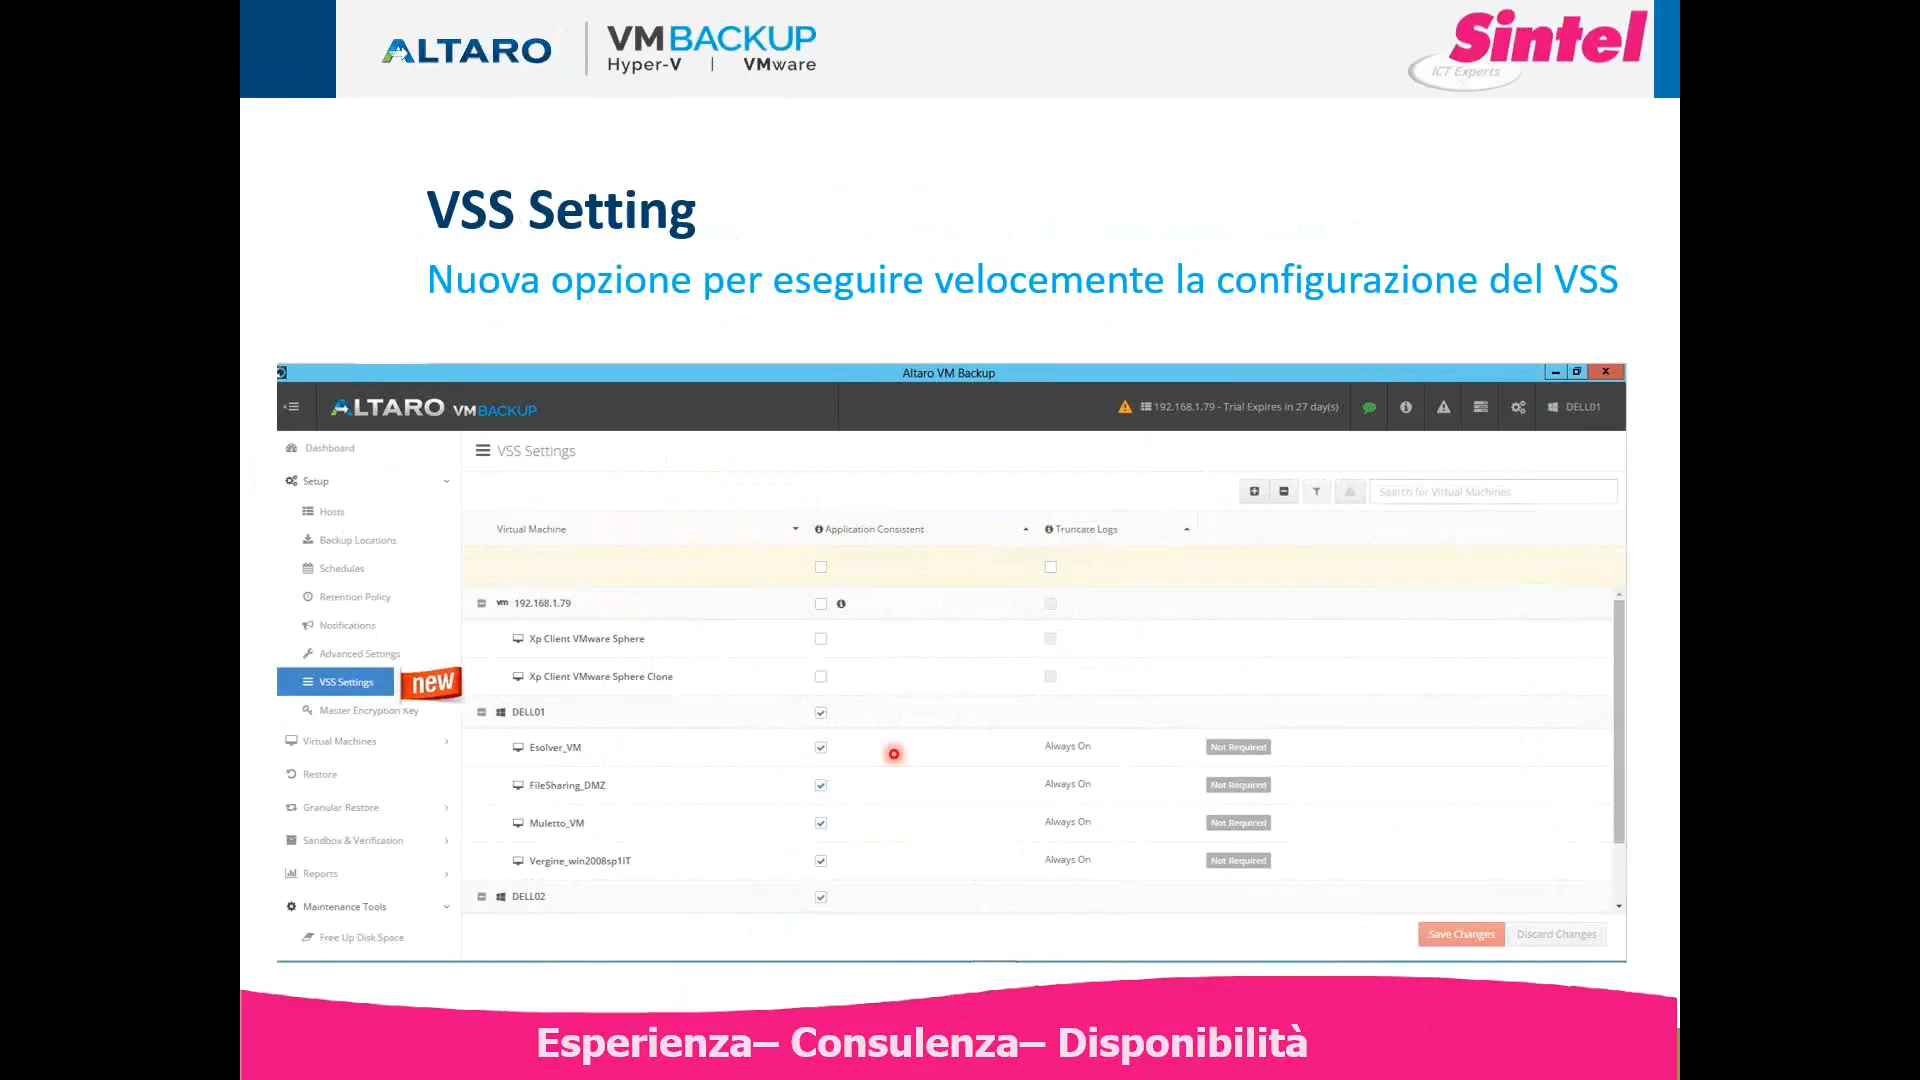 ALTARO
VM BACKUP
Hyper-V | VMware
Sintel
ICT Experts
VSS Setting
Nuova opzione per eseguire velocemente la configurazione del VSS
Altaro VM Backup
ALTARO VM BACKUP
192.168.1.79 - Trial Expires in 27 day(s)
DELL01
Dashboard
Setup
Hosts
Backup Locations
Schedules
Retention Policy
Notifications
Advanced Settings
VSS Settings
new
Master Encryption Key
Virtual Machines
Restore
Granular Restore
Sandbox & Verification
Reports
Maintenance Tools
Free Up Disk Space
VSS Settings
Search for Virtual Machines
Virtual Machine Application Consistent Truncate Logs
vm 192.168.1.79
Xp Client VMware Sphere
Xp Client VMware Sphere Clone
DELL01
Esolver_VM Always On Not Required
FileSharing_DMZ Always On Not Required
Muletto_VM Always On Not Required
Vergine_win2008sp1IT Always On Not Required
DELL02
Save Changes Discard Changes
Esperienza– Consulenza– Disponibilità